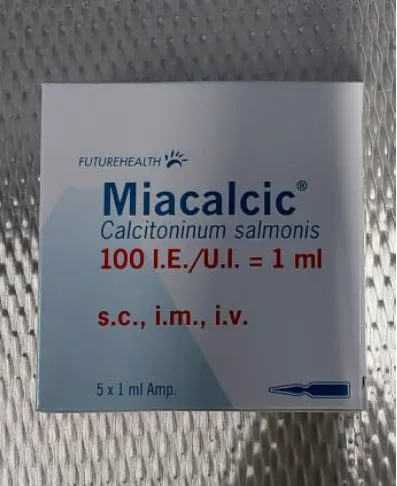 FUTUREHEALTH
Miacalcic®
Calcitoninum salmonis
100 I.E./U.I. = 1 ml
s.c., i.m., i.v.
5 x 1 ml Amp.